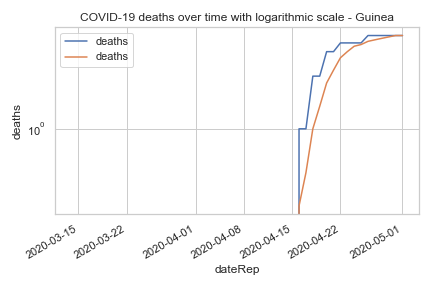 COVID-19 deaths over time with logarithmic scale - Guinea
deaths
deaths
deaths
10⁰
2020-03-15
2020-03-22
2020-04-01
2020-04-08
2020-04-15
2020-04-22
2020-05-01
dateRep